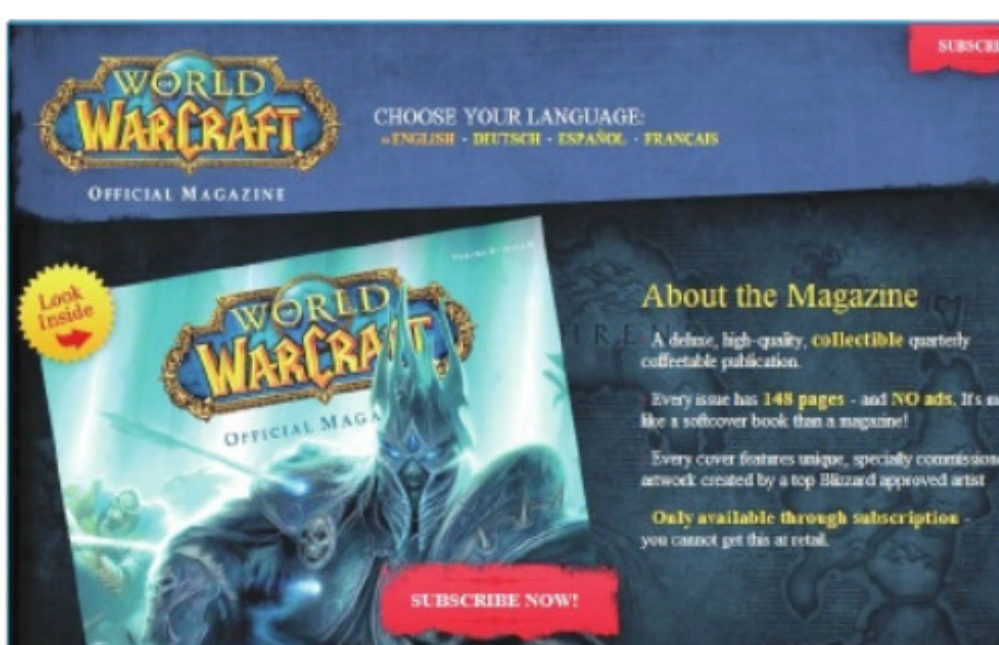 SUBSCRI
WORLD
WARCRAFT
OFFICIAL MAGAZINE
CHOOSE YOUR LANGUAGE:
» ENGLISH - DEUTSCH - ESPAÑOL - FRANCAIS
Look
Inside
WORLD
WARCRAFT
OFFICIAL MAGA
About the Magazine
A deluxe, high-quality, collectible quarterly
coffeetable publication.
Every issue has 148 pages - and NO ads. It's m
like a softcover book than a magazine!
Every cover features unique, specially commission
artwork created by a top Blizzard approved artist
Only available through subscription -
you cannot get this at retail.
SUBSCRIBE NOW!